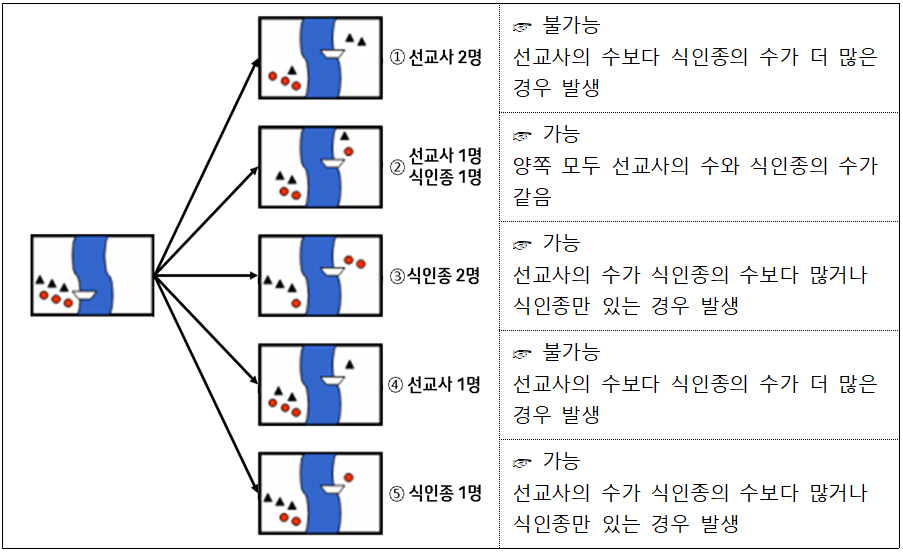 ① 선교사 2명
☞ 불가능
선교사의 수보다 식인종의 수가 더 많은
경우 발생
② 선교사 1명
식인종 1명
☞ 가능
양쪽 모두 선교사의 수와 식인종의 수가
같음
③ 식인종 2명
☞ 가능
선교사의 수가 식인종의 수보다 많거나
식인종만 있는 경우 발생
④ 선교사 1명
☞ 불가능
선교사의 수보다 식인종의 수가 더 많은
경우 발생
⑤ 식인종 1명
☞ 가능
선교사의 수가 식인종의 수보다 많거나
식인종만 있는 경우 발생